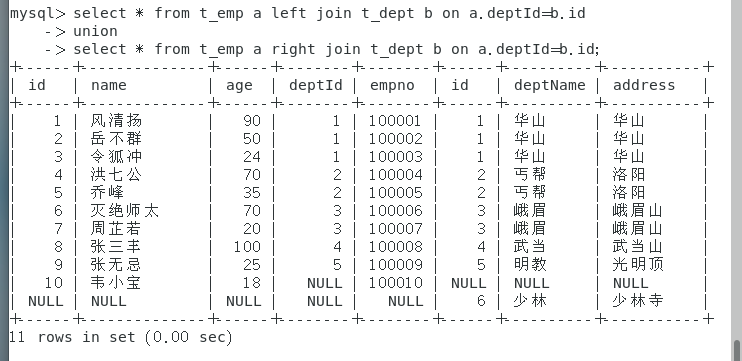 mysql> select * from t_emp a left join t_dept b on a.deptId=b.id
    -> union
    -> select * from t_emp a right join t_dept b on a.deptId=b.id;
+------+--------------+------+--------+--------+------+----------+-----------+
| id | name | age | deptId | empno | id | deptName | address |
+------+--------------+------+--------+--------+------+----------+-----------+
| 1 | 风清扬 | 90 | 1 | 100001 | 1 | 华山 | 华山 |
| 2 | 岳不群 | 50 | 1 | 100002 | 1 | 华山 | 华山 |
| 3 | 令狐冲 | 24 | 1 | 100003 | 1 | 华山 | 华山 |
| 4 | 洪七公 | 70 | 2 | 100004 | 2 | 丐帮 | 洛阳 |
| 5 | 乔峰 | 35 | 2 | 100005 | 2 | 丐帮 | 洛阳 |
| 6 | 灭绝师太 | 70 | 3 | 100006 | 3 | 峨眉 | 峨眉山 |
| 7 | 周芷若 | 20 | 3 | 100007 | 3 | 峨眉 | 峨眉山 |
| 8 | 张三丰 | 100 | 4 | 100008 | 4 | 武当 | 武当山 |
| 9 | 张无忌 | 25 | 5 | 100009 | 5 | 明教 | 光明顶 |
| 10 | 韦小宝 | 18 | NULL | 100010 | NULL | NULL | NULL |
| NULL | NULL | NULL | NULL | NULL | 6 | 少林 | 少林寺 |
+------+--------------+------+--------+--------+------+----------+-----------+
11 rows in set (0.00 sec)